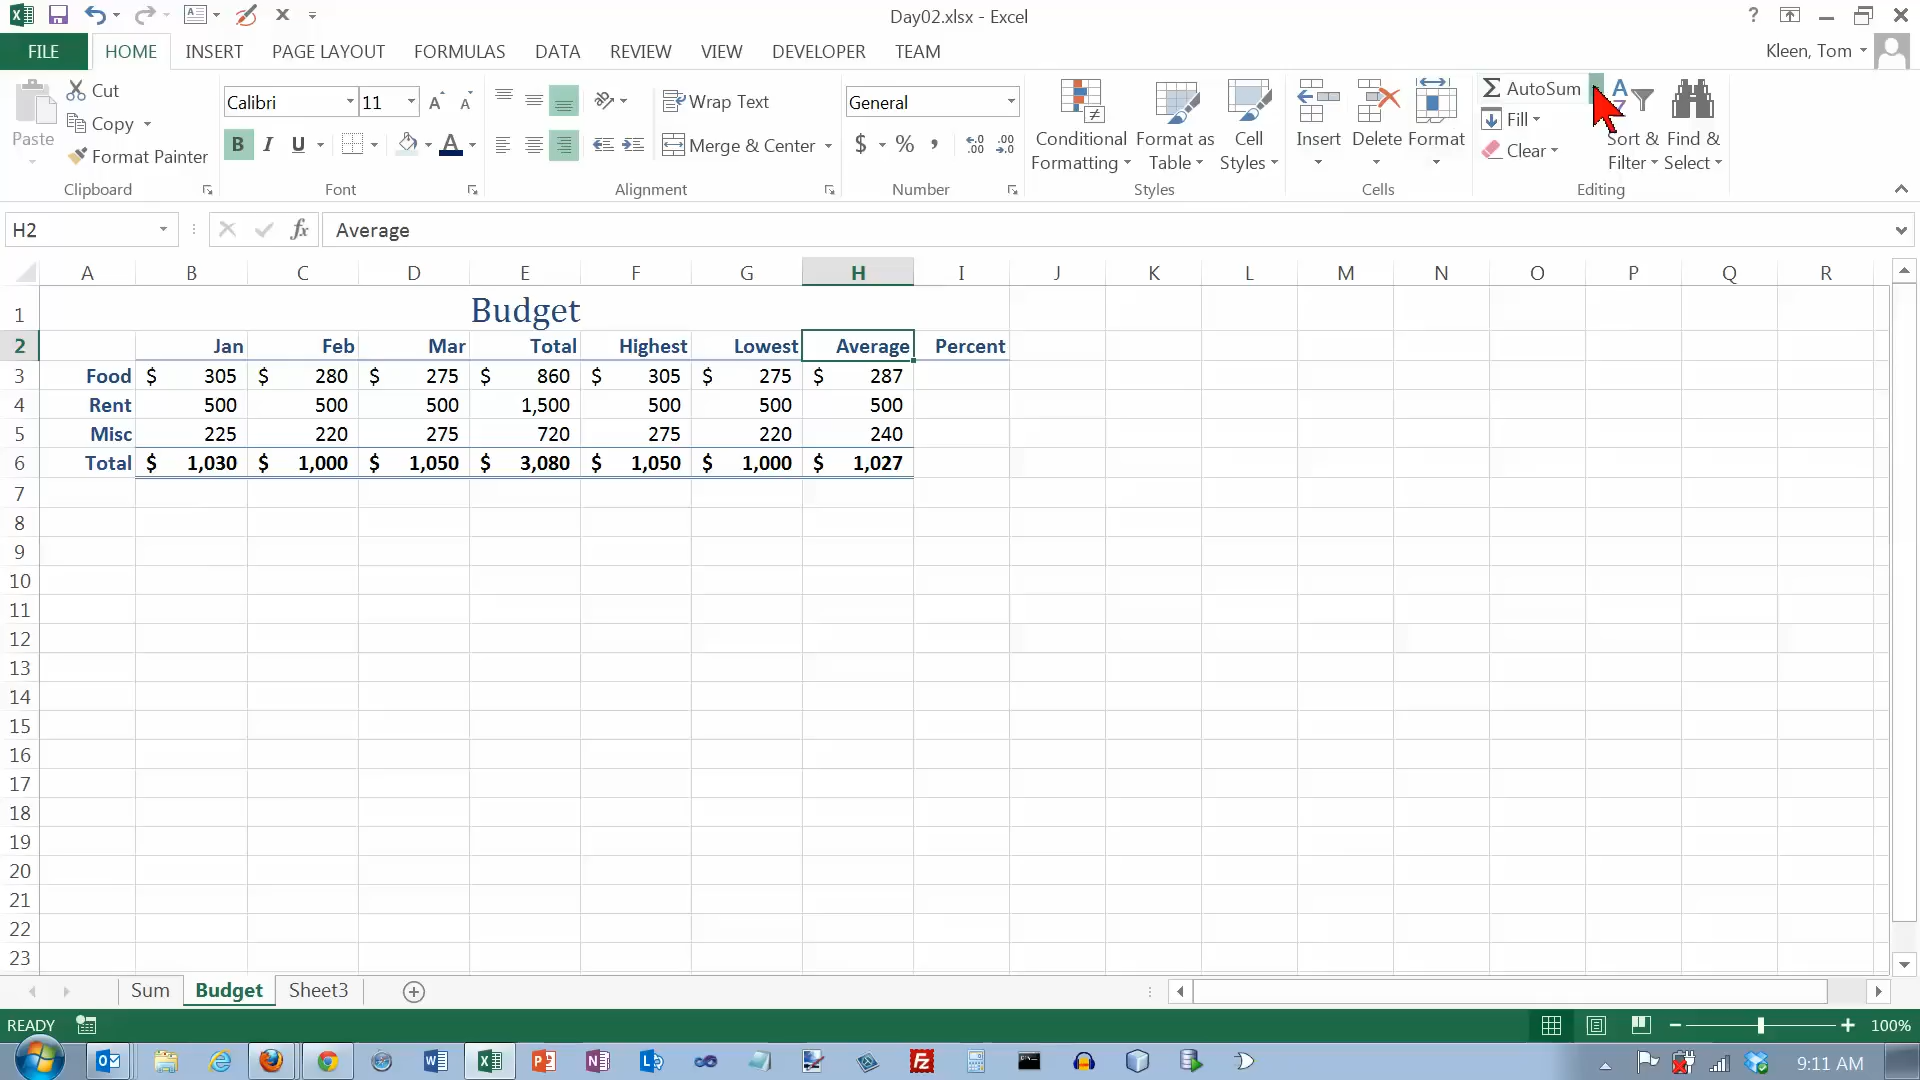 Day02.xlsx - Excel
?
FILE HOME INSERT PAGE LAYOUT FORMULAS DATA REVIEW VIEW DEVELOPER TEAM
Kleen, Tom
Paste
Cut
Copy
Format Painter
Clipboard
Calibri 11
B I U
A
Font
Wrap Text
Merge & Center
Alignment
General
$ % ,
Number
Conditional Formatting
Format as Table
Cell Styles
Styles
Insert Delete Format
Cells
AutoSum
Fill
Clear
Sort & Filter
Find & Select
Editing
H2 fx Average
A B C D E F G H I J K L M N O P Q R
1 Budget
2 Jan Feb Mar Total Highest Lowest Average Percent
3 Food $ 305 $ 280 $ 275 $ 860 $ 305 $ 275 $ 287
4 Rent 500 500 500 1,500 500 500 500
5 Misc 225 220 275 720 275 220 240
6 Total $ 1,030 $ 1,000 $ 1,050 $ 3,080 $ 1,050 $ 1,000 $ 1,027
7
8
9
10
11
12
13
14
15
16
17
18
19
20
21
22
23
Sum Budget Sheet3
READY
100%
9:11 AM